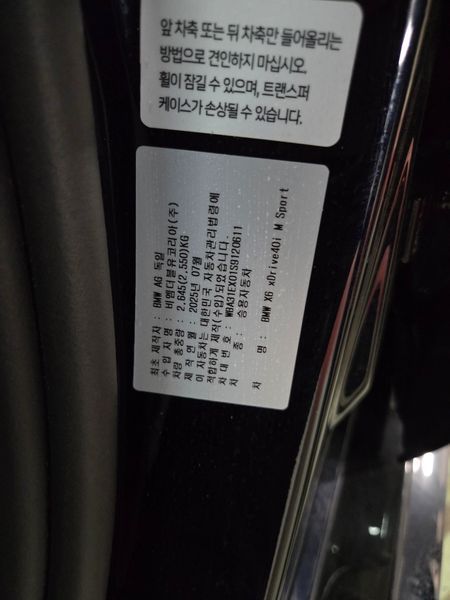 앞 차축 또는 뒤 차축만 들어올리는
방법으로 견인하지 마십시오.
휠이 잠길 수 있으며, 트랜스퍼
케이스가 손상될 수 있습니다.
최초 제작자 : BMW AG 독일
수 입 자 명 : 비엠더블유코리아(주)
차량 총중량 : 2,645(2,550)KG
제 작 연 월 : 2025년 07월
이 자동차는 대한민국 자동차관리법령에
적합하게 제작(수입)되었습니다.
차 대 번 호 : WBA31EX01S9120611
차 종 : 승용자동차
차 명 : BMW X6 xDrive40i M Sport